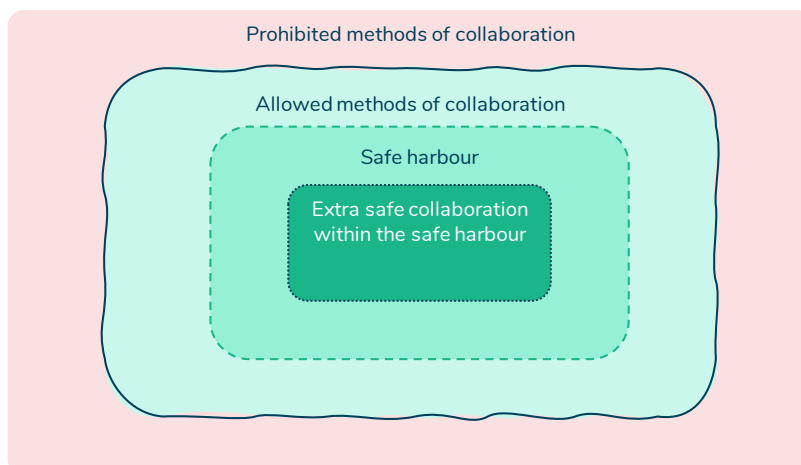 Prohibited methods of collaboration
Allowed methods of collaboration
Safe harbour
Extra safe collaboration
within the safe harbour